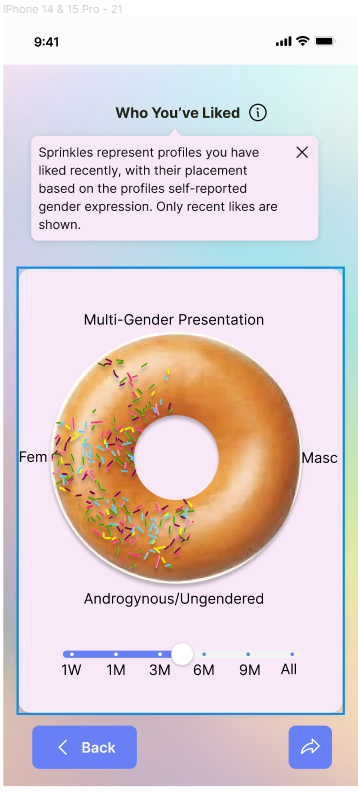 iPhone 14 & 15 Pro - 21
9:41
Who You’ve Liked
Sprinkles represent profiles you have
liked recently, with their placement
based on the profiles self-reported
gender expression. Only recent likes are
shown.
Multi-Gender Presentation
Fem
Masc
Androgynous/Ungendered
1W 1M 3M 6M 9M All
Back